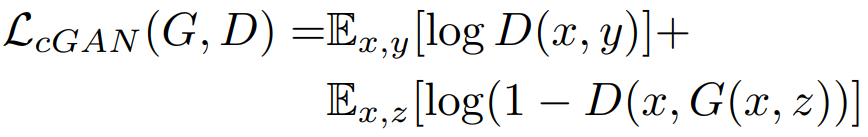 ℒ_{cGAN}(G, D) = 𝔼_{x,y}[log D(x, y)]+
𝔼_{x,z}[log(1 − D(x, G(x, z))]